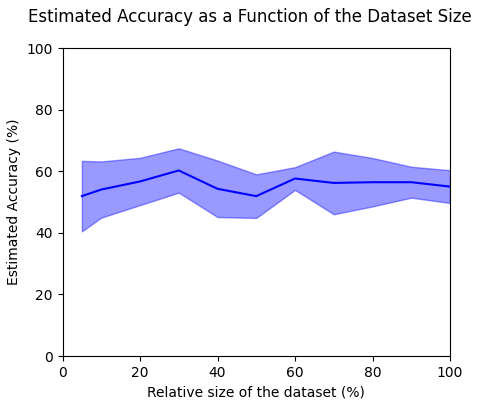 Estimated Accuracy as a Function of the Dataset Size
100
80
60
40
20
0
Estimated Accuracy (%)
0 20 40 60 80 100
Relative size of the dataset (%)